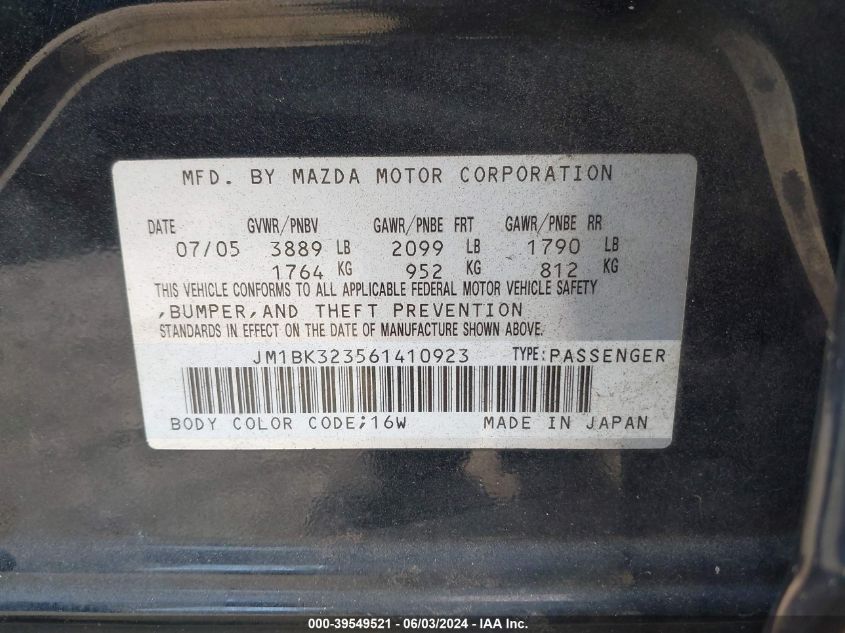 MFD. BY MAZDA MOTOR CORPORATION
DATE GVWR/PNBV GAWR/PNBE FRT GAWR/PNBE RR
07/05 3889 LB 2099 LB 1790 LB
1764 KG 952 KG 812 KG
THIS VEHICLE CONFORMS TO ALL APPLICABLE FEDERAL MOTOR VEHICLE SAFETY
,BUMPER,AND THEFT PREVENTION
STANDARDS IN EFFECT ON THE DATE OF MANUFACTURE SHOWN ABOVE.
JM1BK323561410923 TYPE:PASSENGER
BODY COLOR CODE;16W MADE IN JAPAN
000-39549521 - 06/03/2024 - IAA Inc.